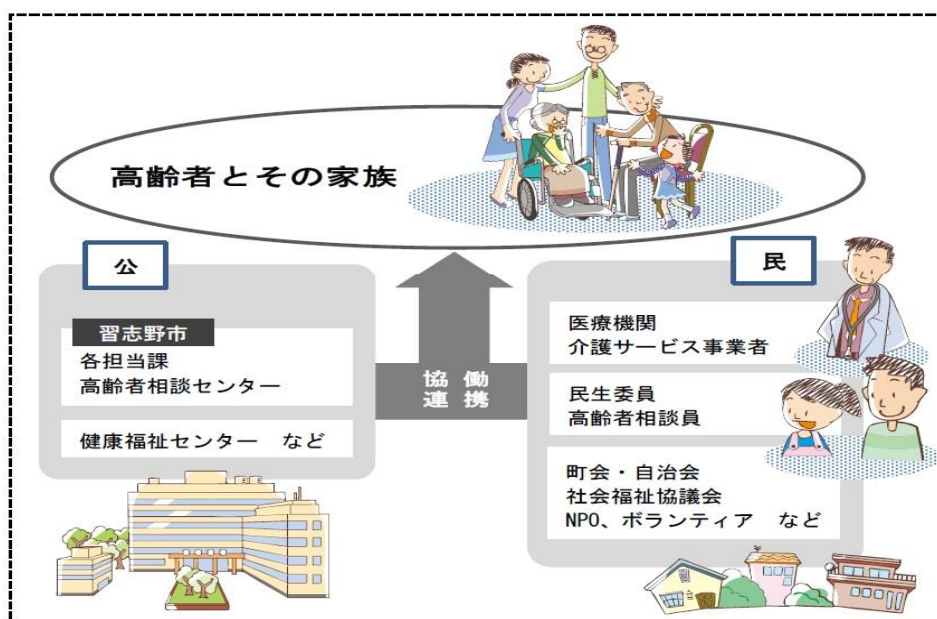 高齢者とその家族
公
習志野市
各担当課
高齢者相談センター
健康福祉センター　など
協働
連携
民
医療機関
介護サービス事業者
民生委員
高齢者相談員
町会・自治会
社会福祉協議会
NPO、ボランティア　など